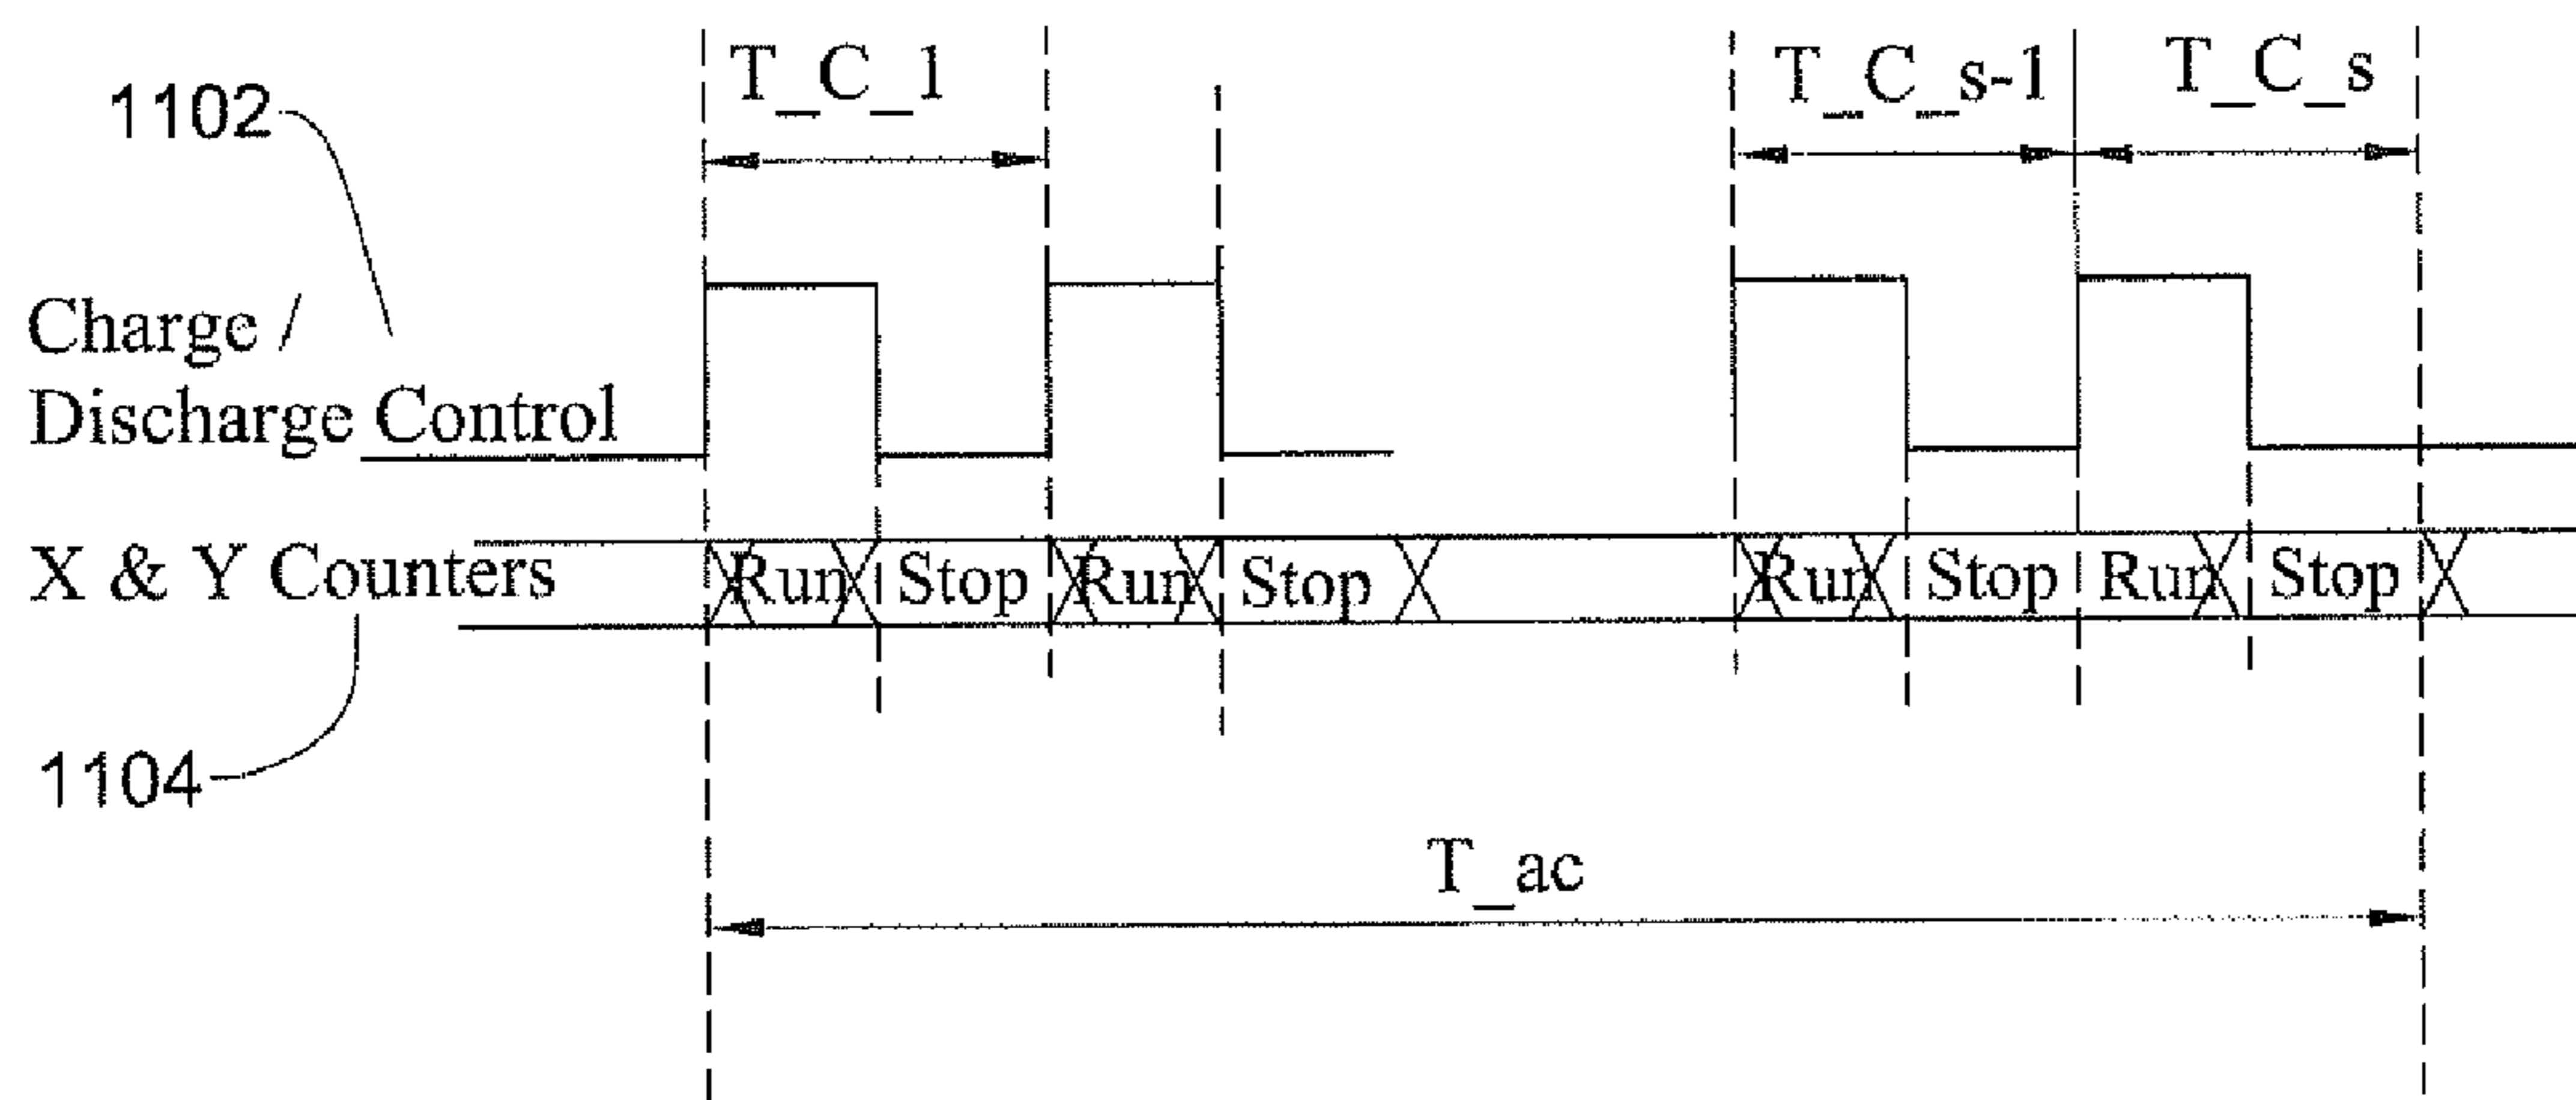 T_C_1
T_C_s-1
T_C_s
1102
Charge /
Discharge Control
X & Y Counters
Run
Stop
Run
Stop
Run
Stop
Run
Stop
1104
T_ac